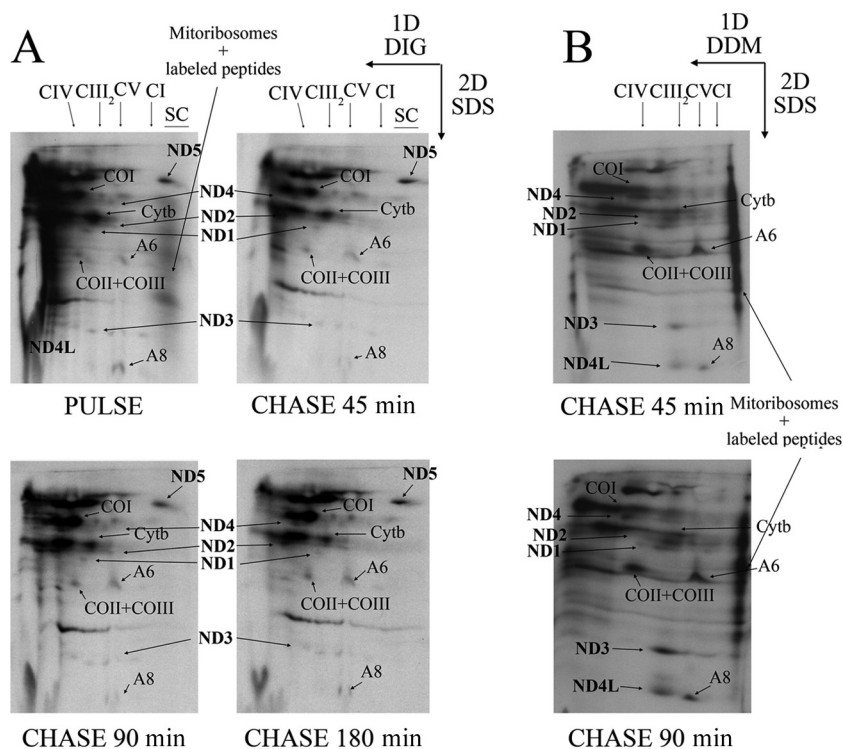 A
Mitoribosomes
+
labeled peptides
1D
DIG
2D
SDS
CIV CIII2 CV CI
SC
CIV CIII2 CV CI
SC
ND5
COI
Cytb
A6
COII+COIII
ND4L
A8
PULSE
ND4
ND2
ND1
ND3
ND5
COI
Cytb
A6
COII+COIII
A8
CHASE 45 min
ND5
COI
Cytb
A6
COII+COIII
A8
CHASE 90 min
ND4
ND2
ND1
ND3
ND5
COI
Cytb
A6
COII+COIII
A8
CHASE 180 min
B
1D
DDM
2D
SDS
CIV CIII2 CV CI
COI
ND4
ND2
ND1
Cytb
A6
COII+COIII
ND3
ND4L
A8
CHASE 45 min
Mitoribosomes
+
labeled peptides
COI
ND4
ND2
ND1
Cytb
A6
COII+COIII
ND3
ND4L
A8
CHASE 90 min